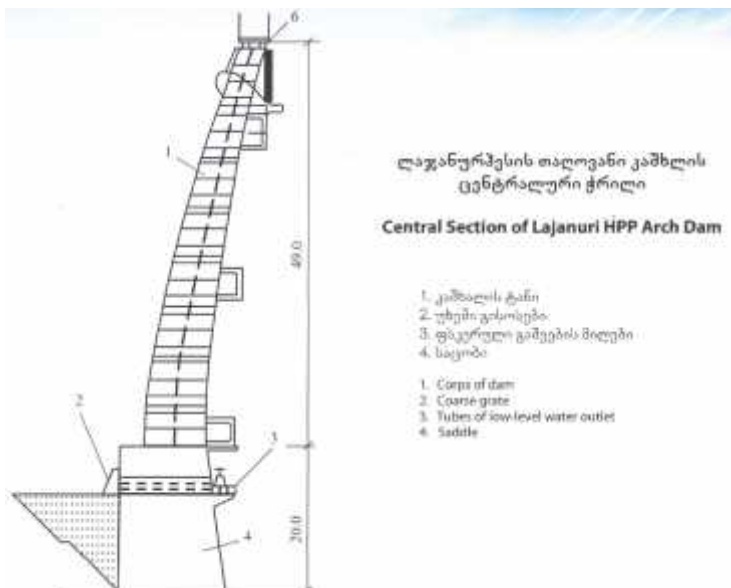 6
1
49.0
2
3
4
20.0
ლაჯანურჰესის თაღოვანი კაშხლის
ცენტრალური ჭრილი
Central Section of Lajanuri HPP Arch Dam
1. კაშხალის ტანი
2. უხეში გისოსები
3. ფსკერული გაშვების მილები
4. საცობი
1. Corps of dam
2. Coarse grate
3. Tubes of low-level water outlet
4. Saddle